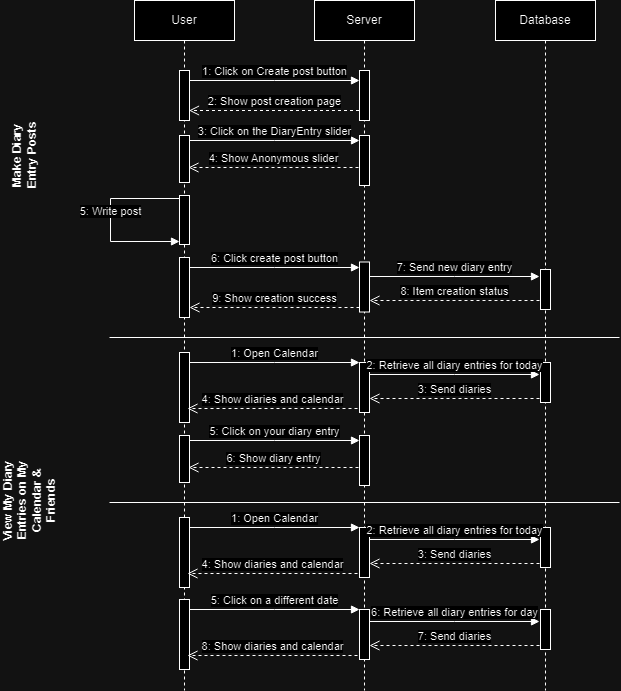 User
Server
Database
Make Diary
Entry Posts
1: Click on Create post button
2: Show post creation page
3: Click on the DiaryEntry slider
4: Show Anonymous slider
5: Write post
6: Click create post button
7: Send new diary entry
8: Item creation status
9: Show creation success
View My Diary
Entries on My
Calendar &
Friends
1: Open Calendar
2: Retrieve all diary entries for today
3: Send diaries
4: Show diaries and calendar
5: Click on your diary entry
6: Show diary entry
1: Open Calendar
2: Retrieve all diary entries for today
3: Send diaries
4: Show diaries and calendar
5: Click on a different date
6: Retrieve all diary entries for day
7: Send diaries
8: Show diaries and calendar